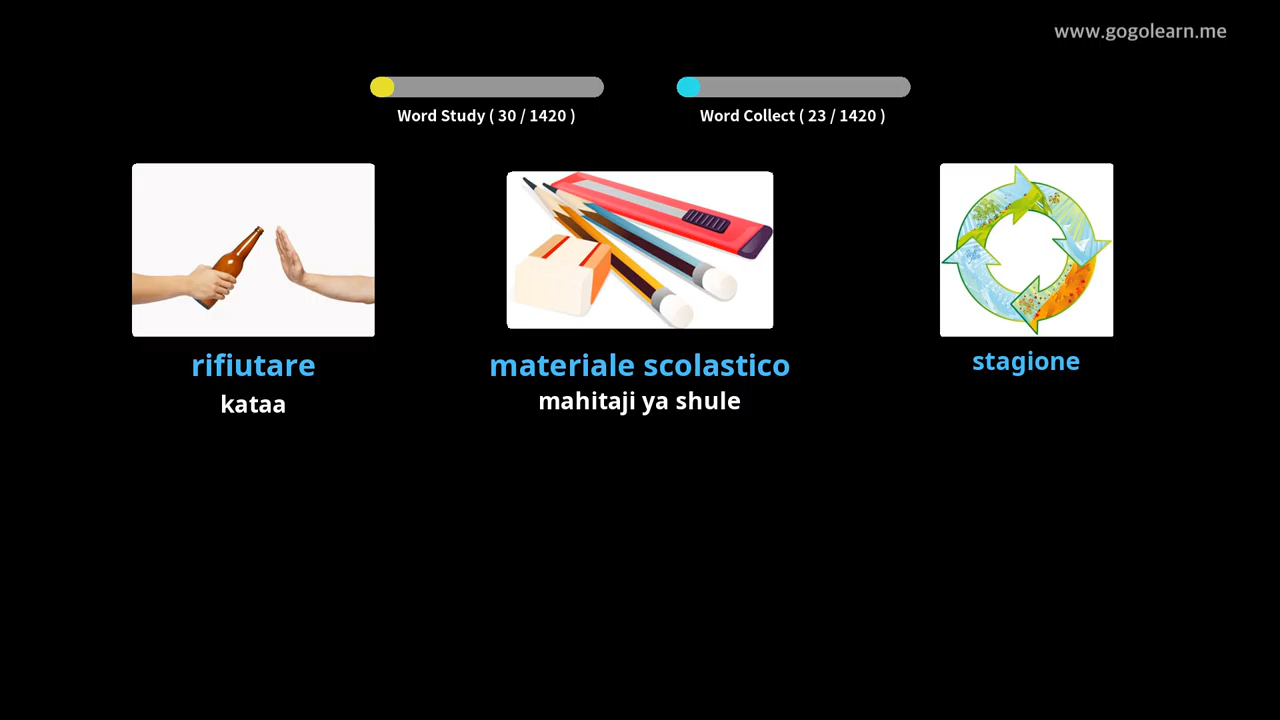 www.gogolearn.me
Word Study ( 30 / 1420 )
Word Collect ( 23 / 1420 )
rifiutare
kataa
materiale scolastico
mahitaji ya shule
stagione